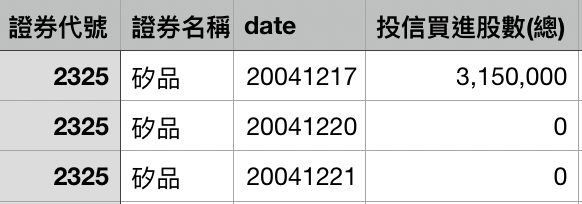 證券代號 證券名稱 date 投信買進股數(總)
2325 矽品 20041217 3,150,000
2325 矽品 20041220 0
2325 矽品 20041221 0